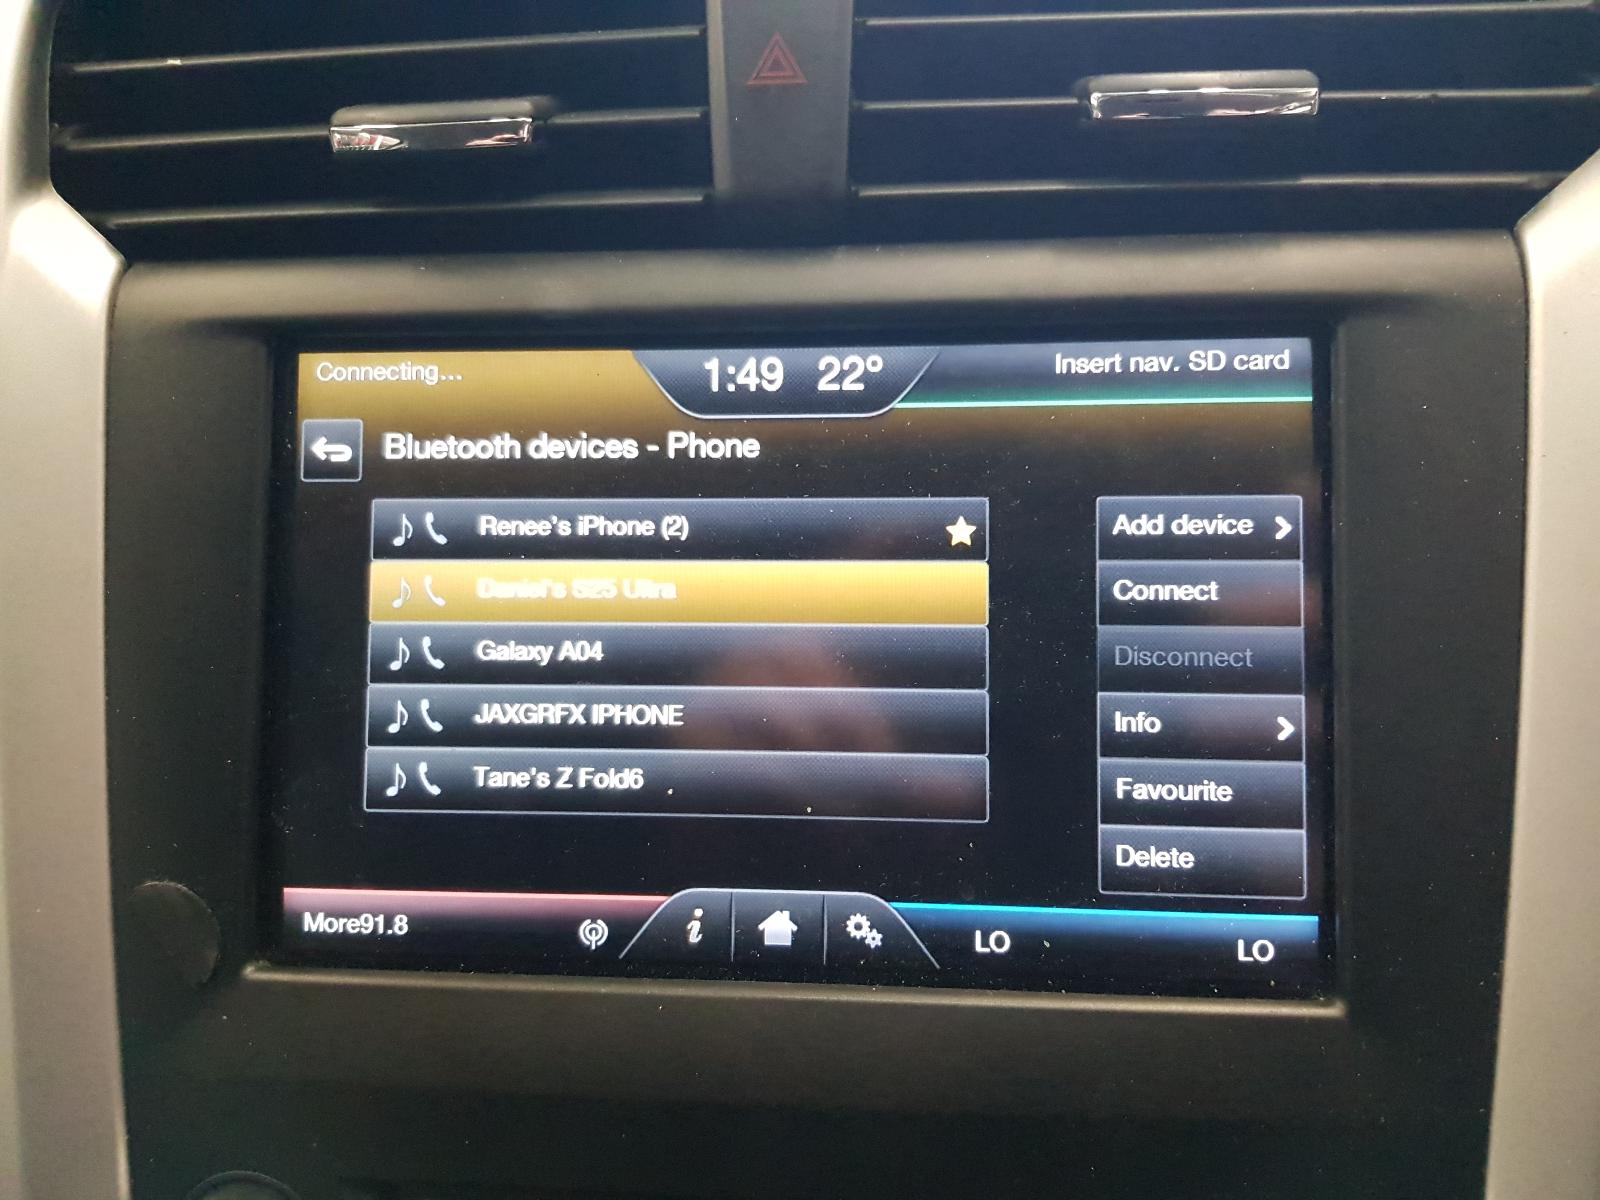 Connecting...
1:49 22°
Insert nav. SD card
Bluetooth devices - Phone
Renee's iPhone (2)
Daniel's S25 Ultra
Galaxy A04
JAXGRFX IPHONE
Tane's Z Fold6
Add device
Connect
Disconnect
Info
Favourite
Delete
More91.8
i
LO
LO